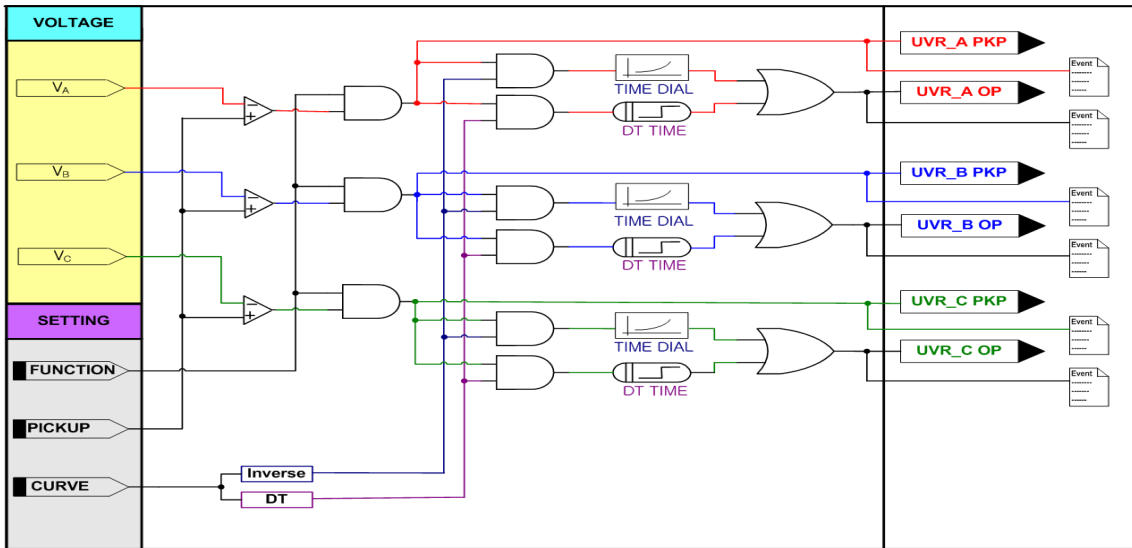 VOLTAGE
VA
VB
VC
SETTING
FUNCTION
PICKUP
CURVE
Inverse
DT
TIME DIAL
DT TIME
TIME DIAL
DT TIME
TIME DIAL
DT TIME
UVR_A PKP
Event
UVR_A OP
Event
UVR_B PKP
Event
UVR_B OP
Event
UVR_C PKP
Event
UVR_C OP
Event